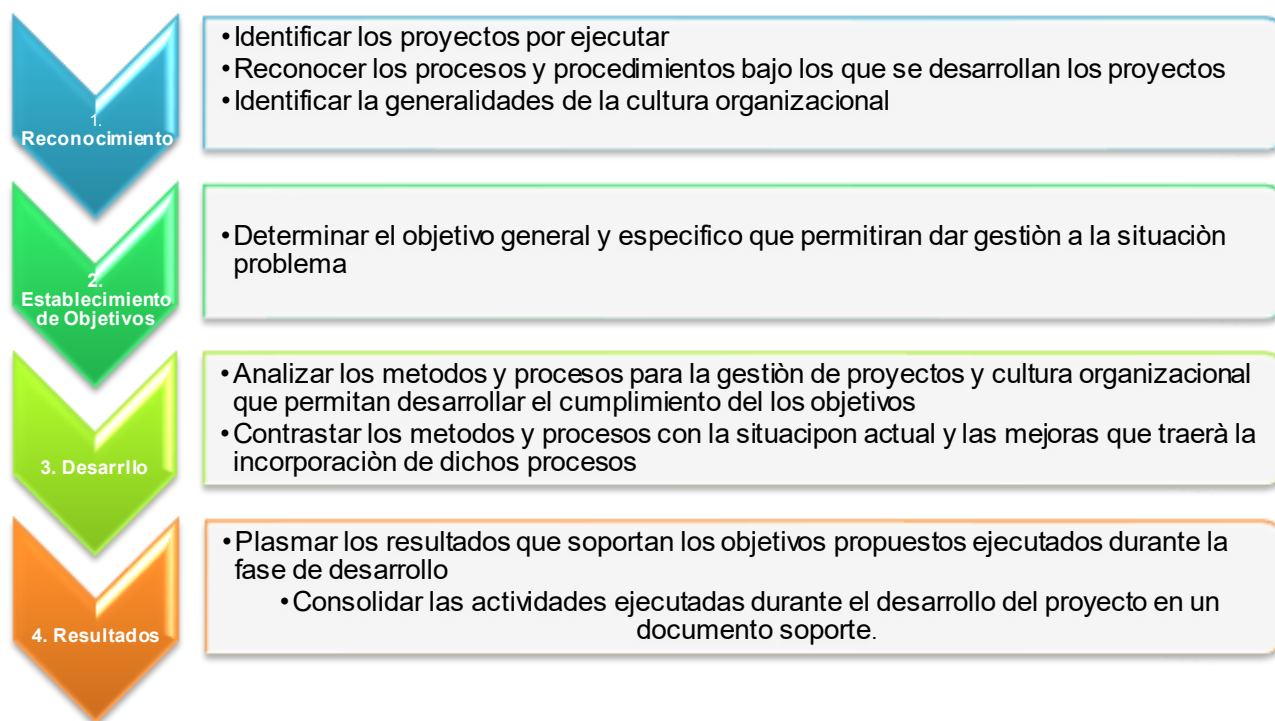 1.
Reconocimiento
•Identificar los proyectos por ejecutar
•Reconocer los procesos y procedimientos bajo los que se desarrollan los proyectos
•Identificar la generalidades de la cultura organizacional
2.
Establecimiento
de Objetivos
•Determinar el objetivo general y especifico que permitiran dar gestiòn a la situaciòn
problema
3. Desarrllo
•Analizar los metodos y procesos para la gestiòn de proyectos y cultura organizacional
que permitan desarrollar el cumplimiento del los objetivos
•Contrastar los metodos y procesos con la situacipon actual y las mejoras que traerà la
incorporaciòn de dichos procesos
4. Resultados
•Plasmar los resultados que soportan los objetivos propuestos ejecutados durante la
fase de desarrollo
•Consolidar las actividades ejecutadas durante el desarrollo del proyecto en un
documento soporte.